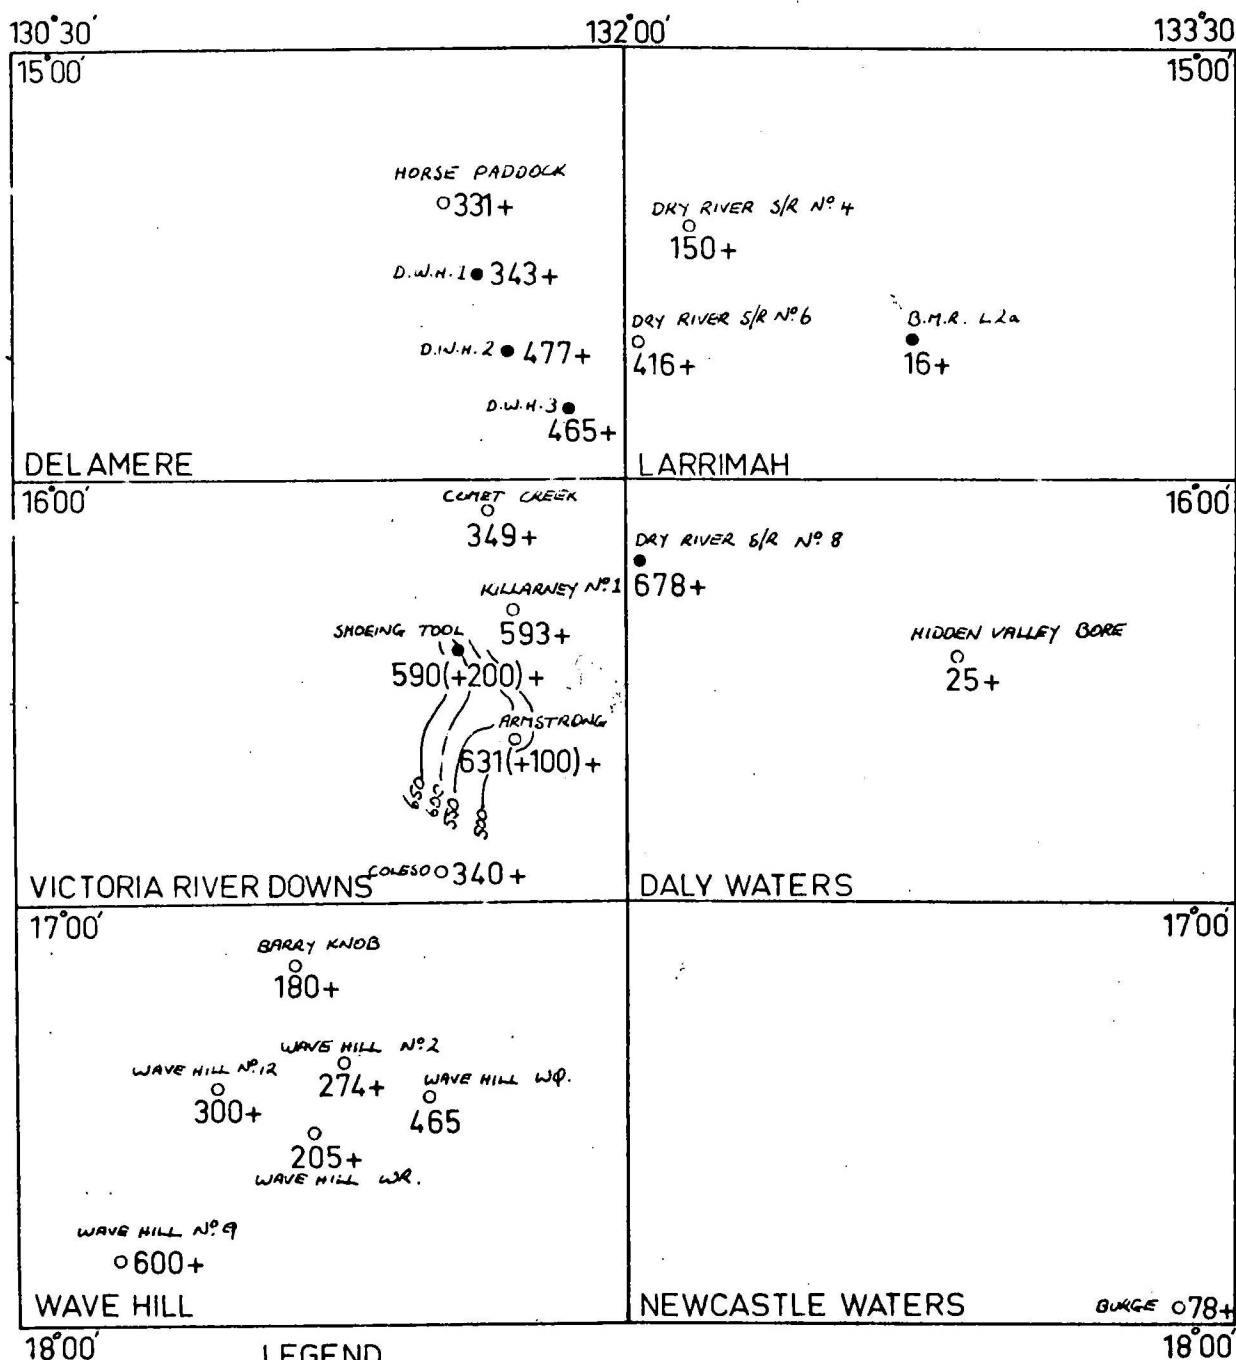 130°30' 132°00' 133°30'
15°00' 15°00'
HORSE PADDOCK
331+
DRY RIVER S/R Nº 4
150+
D.W.H.1 343+
DRY RIVER S/R Nº 6
B.M.R. L2a
D.W.H.2 477+
416+
16+
D.W.H.3
465+
DELAMERE
LARRIMAH
16°00' 16°00'
COMET CREEK
349+
DRY RIVER S/R Nº 8
678+
KILLARNEY Nº 1
593+
SHOEING TOOL
590(+200)+
HIDDEN VALLEY BORE
25+
ARMSTRONG
631(+100)+
650
600
550
500
COLESO 340+
VICTORIA RIVER DOWNS
DALY WATERS
17°00' 17°00'
BARRY KNOB
180+
WAVE HILL Nº 2
274+
WAVE HILL Nº 12
300+
WAVE HILL WQ.
465
205+
WAVE HILL WR.
WAVE HILL Nº 9
600+
WAVE HILL
NEWCASTLE WATERS
BURGE 78+
18°00' 18°00'
LEGEND